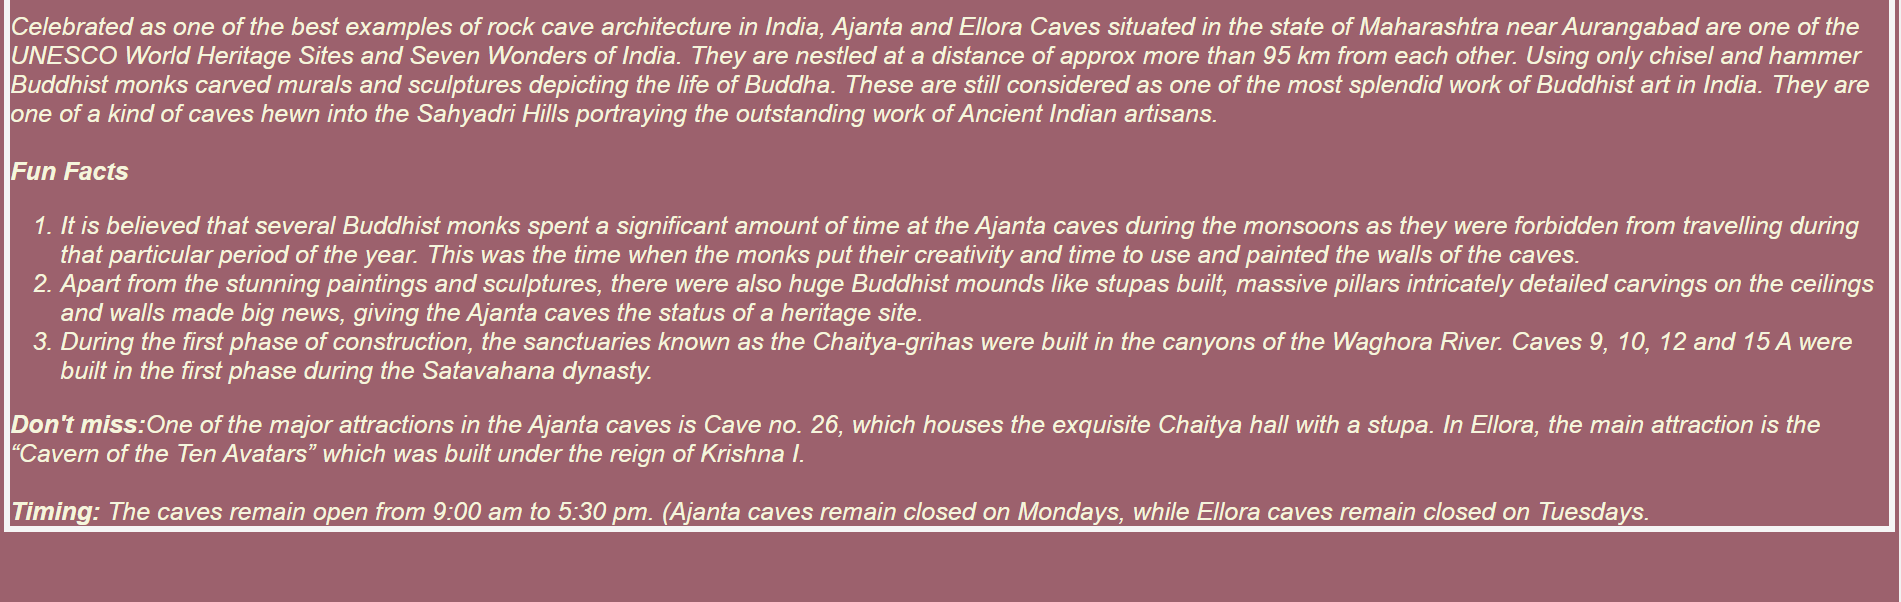 Celebrated as one of the best examples of rock cave architecture in India, Ajanta and Ellora Caves situated in the state of Maharashtra near Aurangabad are one of the
UNESCO World Heritage Sites and Seven Wonders of India. They are nestled at a distance of approx more than 95 km from each other. Using only chisel and hammer
Buddhist monks carved murals and sculptures depicting the life of Buddha. These are still considered as one of the most splendid work of Buddhist art in India. They are
one of a kind of caves hewn into the Sahyadri Hills portraying the outstanding work of Ancient Indian artisans.
Fun Facts
1. It is believed that several Buddhist monks spent a significant amount of time at the Ajanta caves during the monsoons as they were forbidden from travelling during
that particular period of the year. This was the time when the monks put their creativity and time to use and painted the walls of the caves.
2. Apart from the stunning paintings and sculptures, there were also huge Buddhist mounds like stupas built, massive pillars intricately detailed carvings on the ceilings
and walls made big news, giving the Ajanta caves the status of a heritage site.
3. During the first phase of construction, the sanctuaries known as the Chaitya-grihas were built in the canyons of the Waghora River. Caves 9, 10, 12 and 15 A were
built in the first phase during the Satavahana dynasty.
Don't miss:One of the major attractions in the Ajanta caves is Cave no. 26, which houses the exquisite Chaitya hall with a stupa. In Ellora, the main attraction is the
“Cavern of the Ten Avatars” which was built under the reign of Krishna I.
Timing: The caves remain open from 9:00 am to 5:30 pm. (Ajanta caves remain closed on Mondays, while Ellora caves remain closed on Tuesdays.